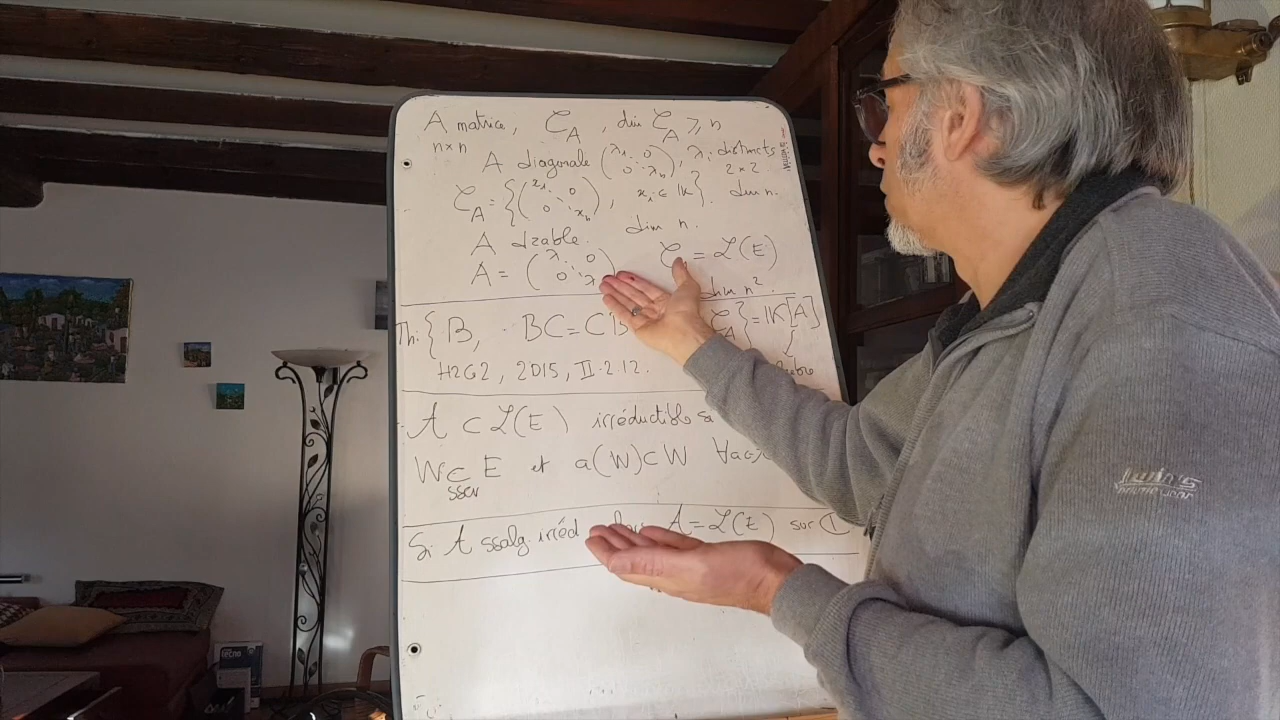 A matrice, 𝒞_A, dim 𝒞_A ⩾ n
n×n
A diagonale (λ₁ 0 ⋱ 0 λₙ), λᵢ distincts
2 à 2
𝒞_A = {(x₁ 0 ⋱ 0 xₙ), xᵢ ∈ 𝕂} dim n.
A dzable. dim n.
A = (λ 0 ⋱ 0 λ) 𝒞 = ℒ(E)
dim n².
Th: {B, BC = CB 𝒞_A} = 𝕂[A]
H2G2, 2015, II.2.12.
𝒜 ⊂ ℒ(E) irréductible si
W ⊂ E et a(W) ⊂ W ∀a∈
ssev
Si 𝒜 ssalg. irréd 𝒜 = ℒ(E) sur ℂ
tecno